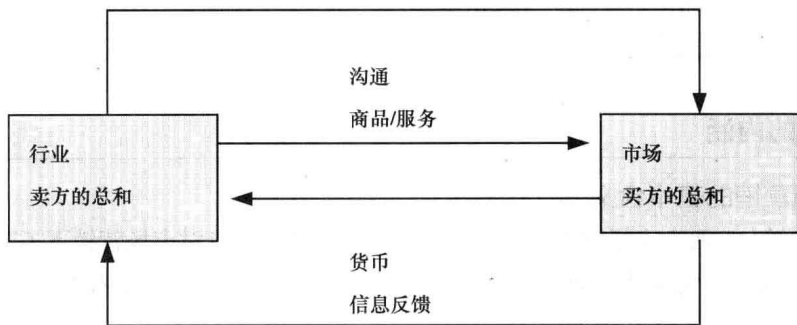 沟通
商品/服务
行业
卖方的总和
市场
买方的总和
货币
信息反馈